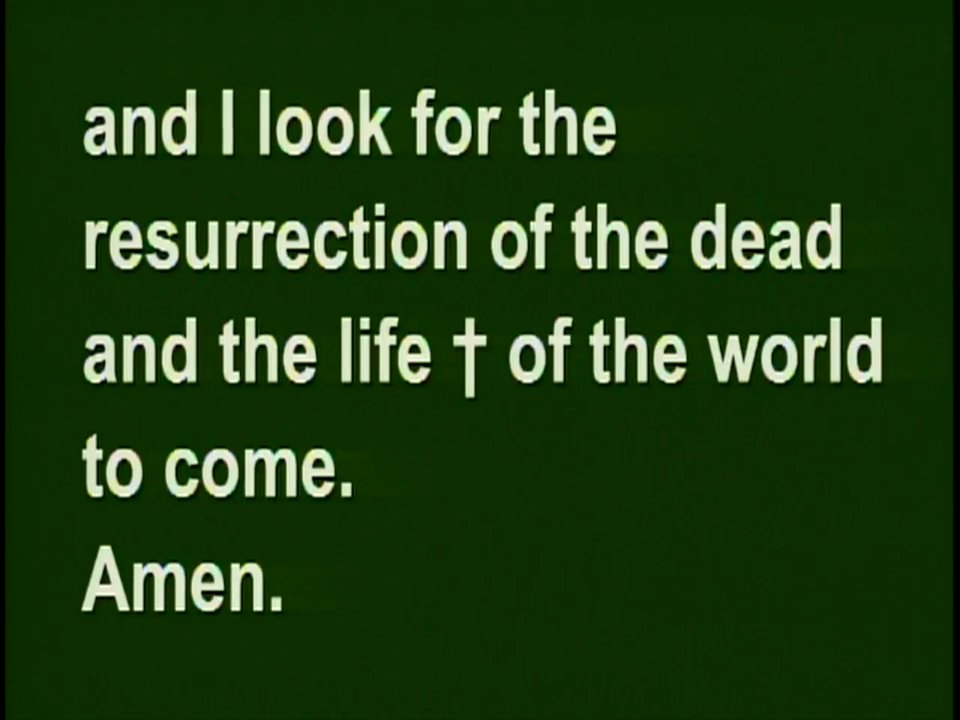 and I look for the
resurrection of the dead
and the life † of the world
to come.
Amen.